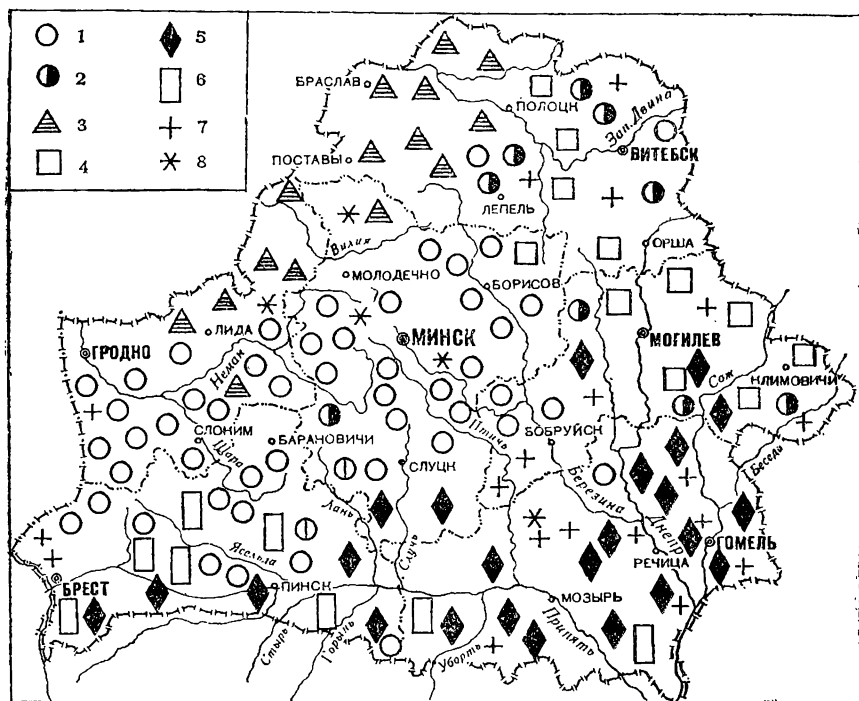 1 5
2 6
3 7
4 8
БРАСЛАВ
ПОЛОЦК
Зап. Двина
ВИТЕБСК
ПОСТАВЫ
ЛЕПЕЛЬ
Вилия
ОРША
МОЛОДЕЧНО
БОРИСОВ
МИНСК
МОГИЛЕВ
ЛИДА
ГРОДНО
Неман
Сож
КЛИМОВИЧИ
СЛОНИМ
Щара
БАРАНОВИЧИ
Птичь
БОБРУЙСК
СЛУЦК
Березина
Беседь
Лань
Случь
Днепр
ГОМЕЛЬ
Ясельда
РЕЧИЦА
БРЕСТ
ПИНСК
МОЗЫРЬ
Стырь
Горынь
Уборть
Припять